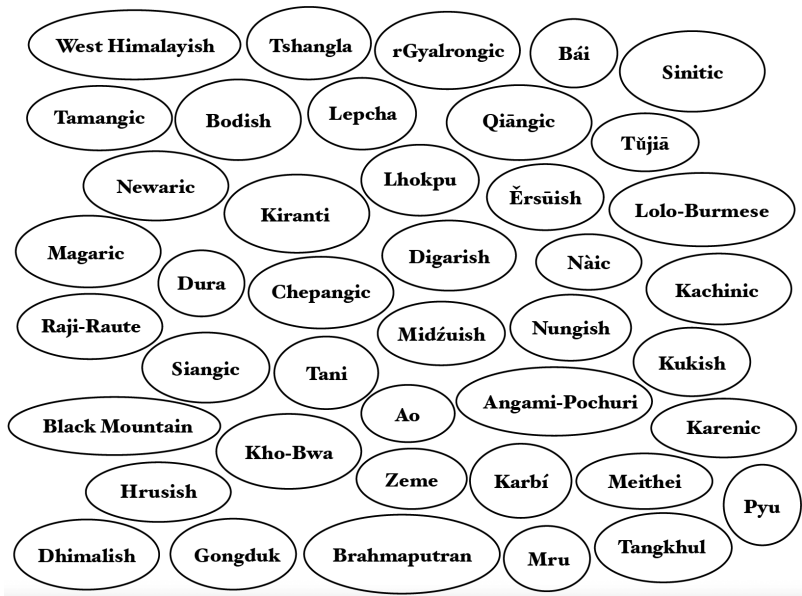 West Himalayish
Tshangla
rGyalrongic
Bái
Sinitic
Tamangic
Bodish
Lepcha
Qiāngic
Tǔjiā
Newaric
Kiranti
Lhokpu
Ěrsūish
Lolo-Burmese
Magaric
Dura
Chepangic
Digarish
Nàic
Kachinic
Raji-Raute
Midźuish
Nungish
Siangic
Tani
Kukish
Black Mountain
Ao
Angami-Pochuri
Karenic
Kho-Bwa
Hrusish
Zeme
Karbí
Meithei
Pyu
Dhimalish
Gongduk
Brahmaputran
Mru
Tangkhul